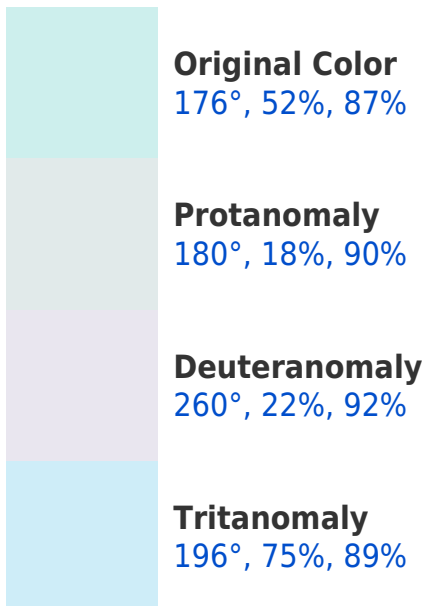 Original Color
176°, 52%, 87%
Protanomaly
180°, 18%, 90%
Deuteranomaly
260°, 22%, 92%
Tritanomaly
196°, 75%, 89%